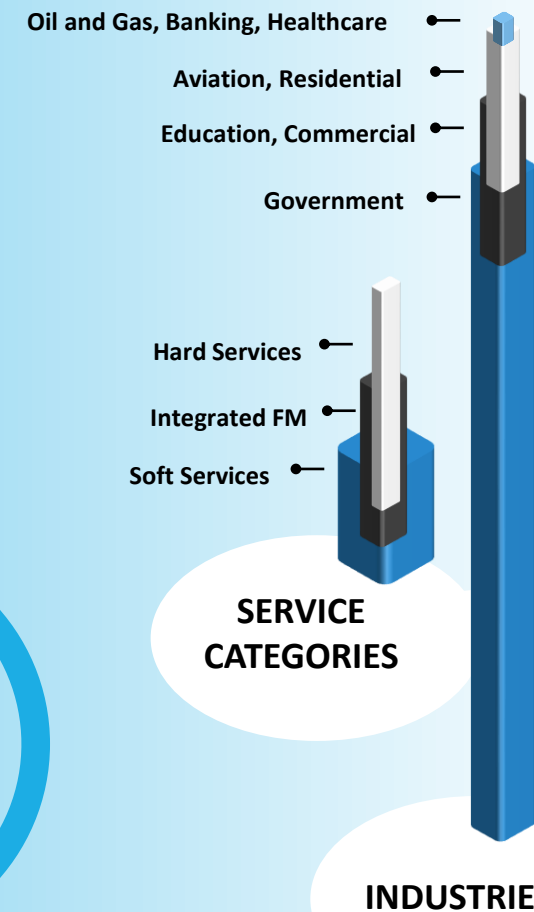 Oil and Gas, Banking, Healthcare
Aviation, Residential
Education, Commercial
Government
Hard Services
Integrated FM
Soft Services
SERVICE
CATEGORIES
INDUSTRIE